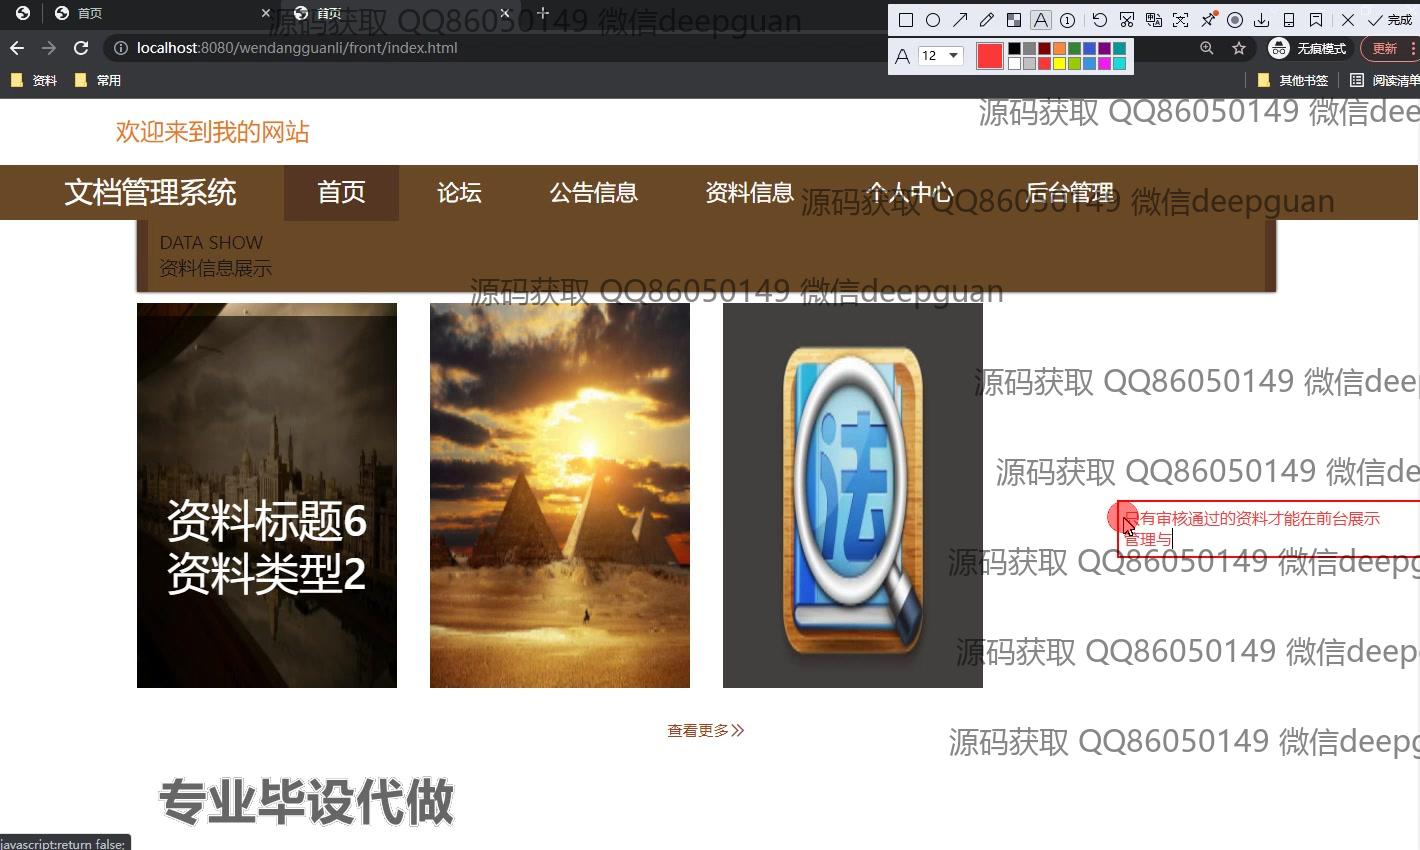 首页
首页
源码获取 QQ86050149 微信deepguan
完成
localhost:8080/wendangguanli/front/index.html
无痕模式
更新
A 12
资料
常用
其他书签
阅读清单
欢迎来到我的网站
源码获取 QQ86050149 微信dee
文档管理系统
首页
论坛
公告信息
资料信息
个人中心
后台管理
源码获取 QQ86050149 微信deepguan
DATA SHOW
资料信息展示
源码获取 QQ86050149 微信deepguan
资料标题6
资料类型2
法
源码获取 QQ86050149 微信deep
源码获取 QQ86050149 微信de
只有审核通过的资料才能在前台展示
管理与
源码获取 QQ86050149 微信deepg
源码获取 QQ86050149 微信deep
查看更多
源码获取 QQ86050149 微信deepg
专业毕设代做
javascript:return false;